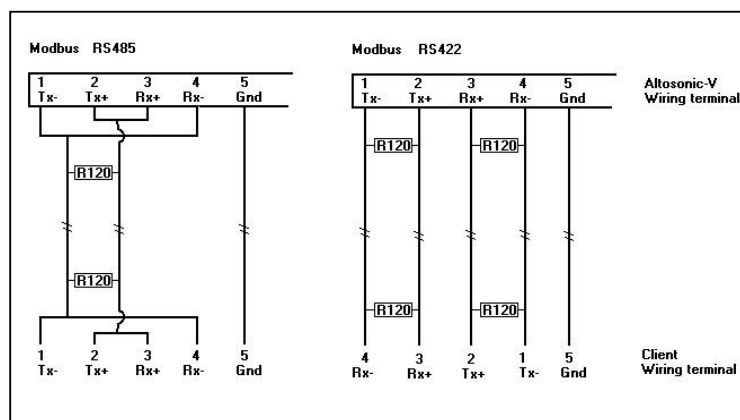 Modbus RS485
1 2 3 4 5
Tx- Tx+ Rx+ Rx- Gnd
R120
R120
1 2 3 4 5
Tx- Tx+ Rx+ Rx- Gnd
Modbus RS422
1 2 3 4 5
Tx- Tx+ Rx+ Rx- Gnd
R120 R120
R120 R120
4 3 2 1 5
Rx- Rx+ Tx+ Tx- Gnd
Altosonic-V
Wiring terminal
Client
Wiring terminal